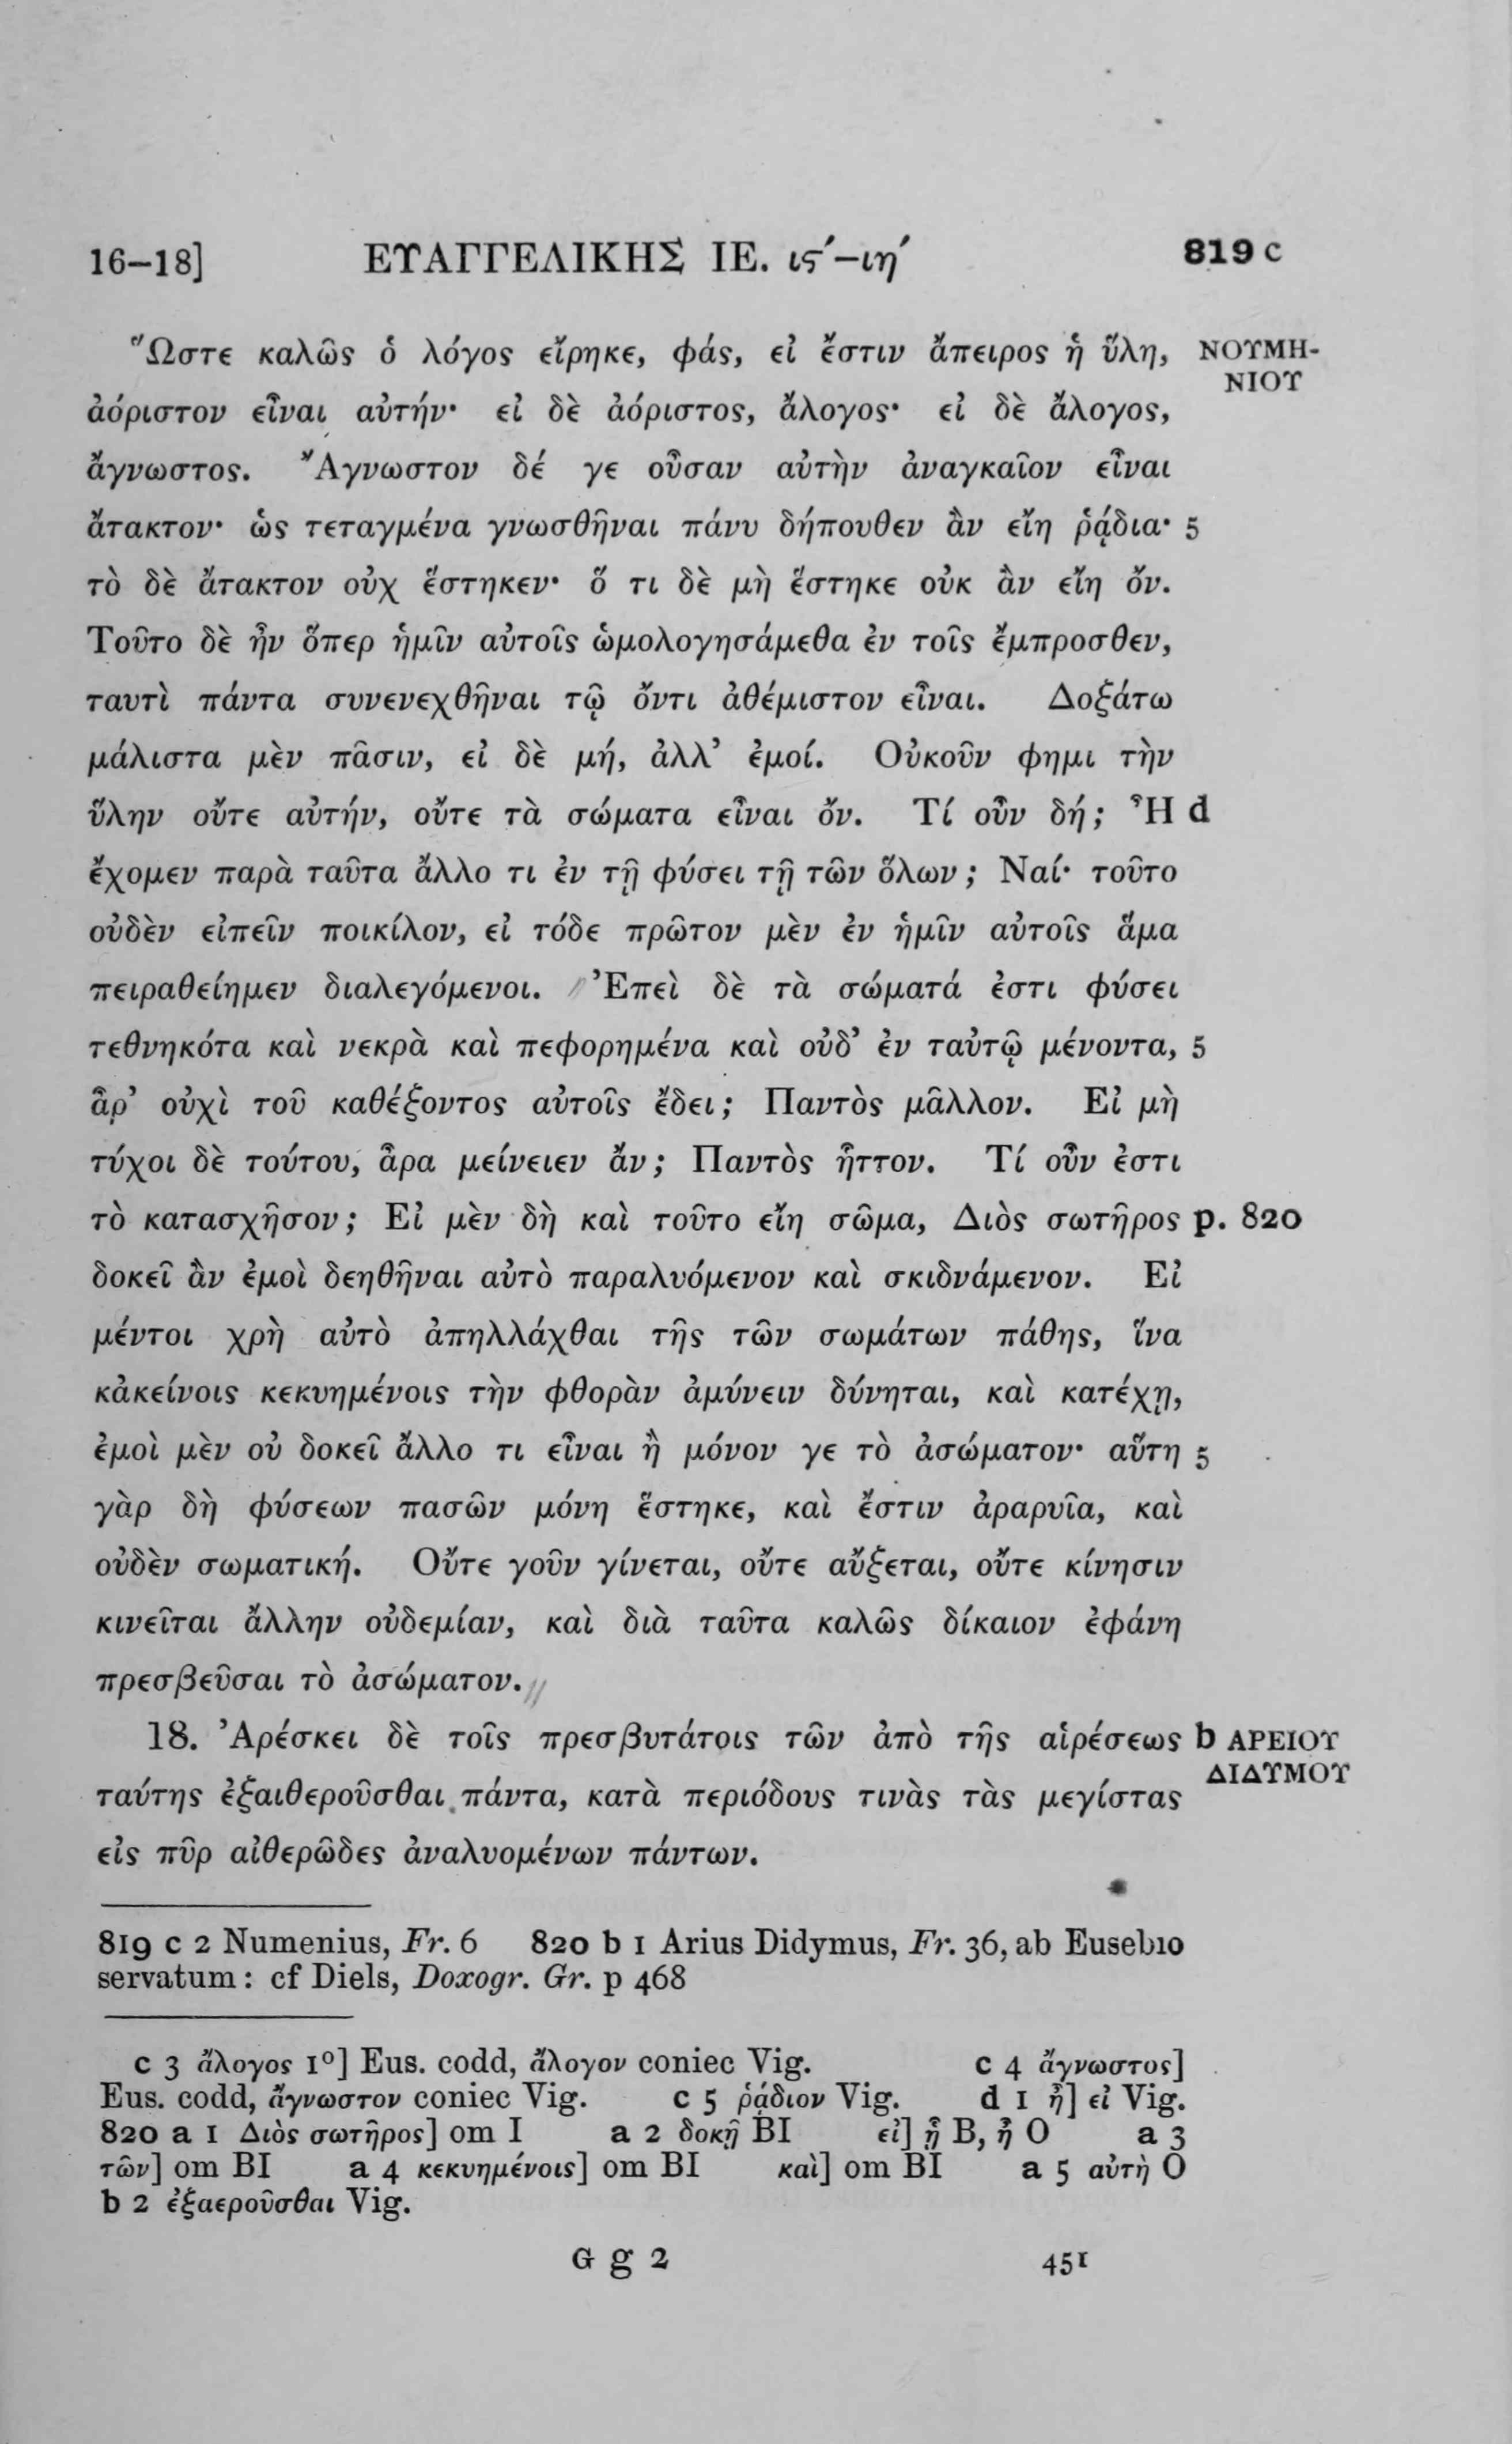 16–18] ΕΥΑΓΓΕΛΙΚΗΣ ΙΕ. ιϛ´–ιη´ 819 c
Ὥστε καλῶς ὁ λόγος εἴρηκε, φάς, εἰ ἔστιν ἄπειρος ἡ ὕλη, ΝΟΥΜΗ-
ΝΙΟΥ
ἀόριστον εἶναι αὐτήν· εἰ δὲ ἀόριστος, ἄλογος· εἰ δὲ ἄλογος,
ἄγνωστος. Ἄγνωστον δέ γε οὖσαν αὐτὴν ἀναγκαῖον εἶναι
ἄτακτον· ὡς τεταγμένα γνωσθῆναι πάνυ δήπουθεν ἂν εἴη ῥᾴδια· 5
τὸ δὲ ἄτακτον οὐχ ἕστηκεν· ὅ τι δὲ μὴ ἕστηκε οὐκ ἂν εἴη ὄν.
Τοῦτο δὲ ἦν ὅπερ ἡμῖν αὐτοῖς ὡμολογησάμεθα ἐν τοῖς ἔμπροσθεν,
ταυτὶ πάντα συνενεχθῆναι τῷ ὄντι ἀθέμιστον εἶναι. Δοξάτω
μάλιστα μὲν πᾶσιν, εἰ δὲ μή, ἀλλ’ ἐμοί. Οὐκοῦν φημι τὴν
ὕλην οὔτε αὐτήν, οὔτε τὰ σώματα εἶναι ὄν. Τί οὖν δή; Ἦ d
ἔχομεν παρὰ ταῦτα ἄλλο τι ἐν τῇ φύσει τῇ τῶν ὅλων; Ναί· τοῦτο
οὐδὲν εἰπεῖν ποικίλον, εἰ τόδε πρῶτον μὲν ἐν ἡμῖν αὐτοῖς ἅμα
πειραθείημεν διαλεγόμενοι. Ἐπεὶ δὲ τὰ σώματά ἐστι φύσει
τεθνηκότα καὶ νεκρὰ καὶ πεφορημένα καὶ οὐδ’ ἐν ταὐτῷ μένοντα, 5
ἆρ’ οὐχὶ τοῦ καθέξοντος αὐτοῖς ἔδει; Παντὸς μᾶλλον. Εἰ μὴ
τύχοι δὲ τούτου, ἆρα μείνειεν ἄν; Παντὸς ἧττον. Τί οὖν ἐστι
τὸ κατασχῆσον; Εἰ μὲν δὴ καὶ τοῦτο εἴη σῶμα, Διὸς σωτῆρος p. 820
δοκεῖ ἂν ἐμοὶ δεηθῆναι αὐτὸ παραλυόμενον καὶ σκιδνάμενον. Εἰ
μέντοι χρὴ αὐτὸ ἀπηλλάχθαι τῆς τῶν σωμάτων πάθης, ἵνα
κἀκείνοις κεκυημένοις τὴν φθορὰν ἀμύνειν δύνηται, καὶ κατέχῃ,
ἐμοὶ μὲν οὐ δοκεῖ ἄλλο τι εἶναι ἢ μόνον γε τὸ ἀσώματον· αὕτη 5
γὰρ δὴ φύσεων πασῶν μόνη ἕστηκε, καὶ ἔστιν ἀραρυῖα, καὶ
οὐδὲν σωματική. Οὔτε γοῦν γίνεται, οὔτε αὔξεται, οὔτε κίνησιν
κινεῖται ἄλλην οὐδεμίαν, καὶ διὰ ταῦτα καλῶς δίκαιον ἐφάνη
πρεσβεῦσαι τὸ ἀσώματον.
18. Ἀρέσκει δὲ τοῖς πρεσβυτάτοις τῶν ἀπὸ τῆς αἱρέσεως b ΑΡΕΙΟΥ
ΔΙΔΥΜΟΥ
ταύτης ἐξαιθεροῦσθαι πάντα, κατὰ περιόδους τινὰς τὰς μεγίστας
εἰς πῦρ αἰθερῶδες ἀναλυομένων πάντων.
819 c 2 Numenius, Fr. 6 820 b 1 Arius Didymus, Fr. 36, ab Eusebio
servatum: cf Diels, Doxogr. Gr. p 468
c 3 ἄλογος 1º] Eus. codd, ἄλογον coniec Vig. c 4 ἄγνωστος]
Eus. codd, ἄγνωστον coniec Vig. c 5 ῥᾴδιον Vig. d 1 ἦ] εἰ Vig.
820 a 1 Διὸς σωτῆρος] om I a 2 δοκῇ BI εἰ] ᾗ B, ἢ O a 3
τῶν] om BI a 4 κεκυημένοις] om BI καὶ] om BI a 5 αὐτὴ O
b 2 ἐξαεροῦσθαι Vig.
G g 2 451